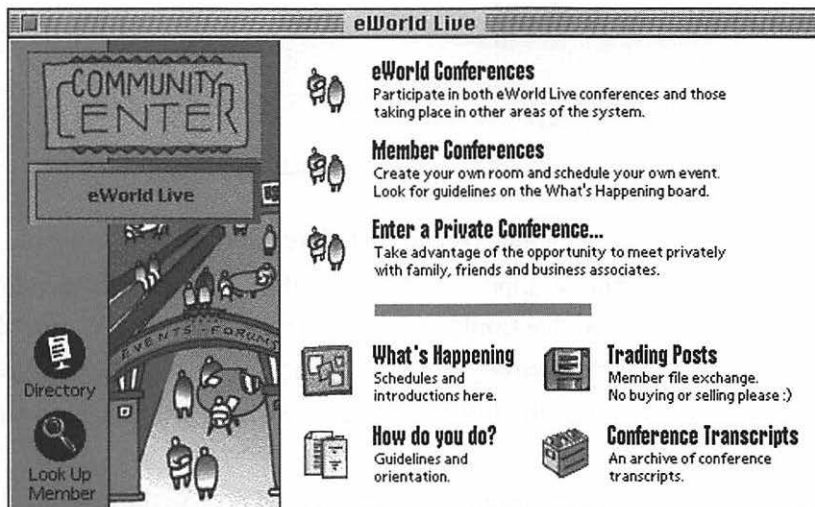 eWorld Live
COMMUNITY
CENTER
eWorld Live
EVENTS - FORUMS
Directory
Look Up
Member
eWorld Conferences
Participate in both eWorld Live conferences and those
taking place in other areas of the system.
Member Conferences
Create your own room and schedule your own event.
Look for guidelines on the What's Happening board.
Enter a Private Conference...
Take advantage of the opportunity to meet privately
with family, friends and business associates.
What's Happening
Schedules and
introductions here.
Trading Posts
Member file exchange.
No buying or selling please :)
How do you do?
Guidelines and
orientation.
Conference Transcripts
An archive of conference
transcripts.